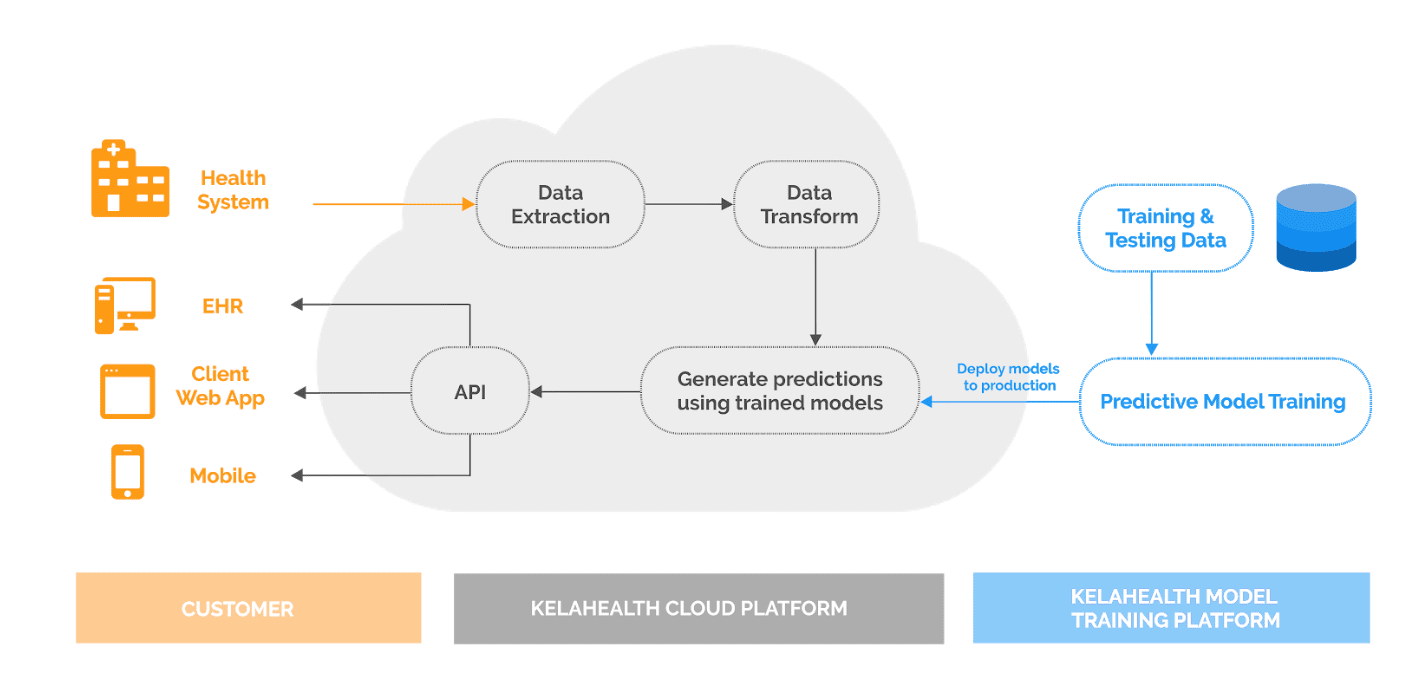 Health
System
Data
Extraction
Data
Transform
Training &
Testing Data
EHR
Client
Web App
API
Generate predictions
using trained models
Deploy models
to production
Predictive Model Training
Mobile
CUSTOMER
KELAHEALTH CLOUD PLATFORM
KELAHEALTH MODEL
TRAINING PLATFORM